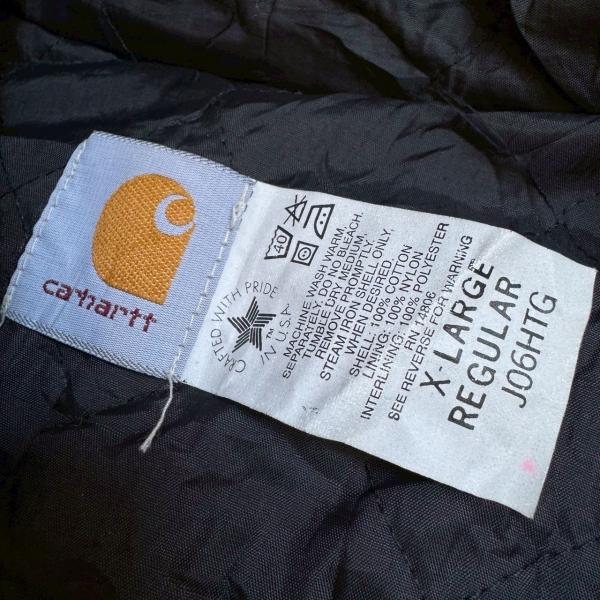 carhartt
40
CRAFTED WITH PRIDE
IN U.S.A.
MACHINE WASH WARM,
SEPARATELY. DO NOT BLEACH.
TUMBLE DRY MEDIUM.
REMOVE PROMPTLY.
STEAM IRON SHELL ONLY,
WHEN DESIRED.
SHELL: 100% COTTON
LINING: 100% NYLON
INTERLINING: 100% POLYESTER
RN 14806
SEE REVERSE FOR WARNING
X-LARGE
REGULAR
J06HTG